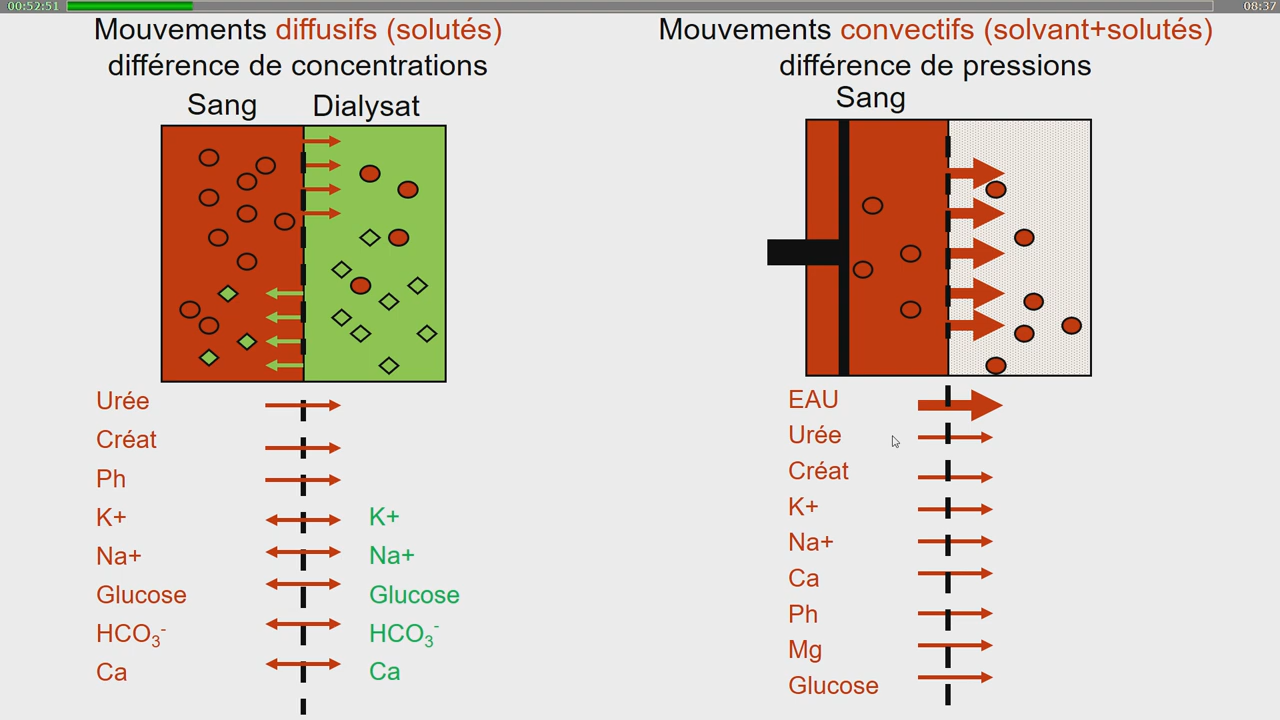 00:52:51
08:37
Mouvements diffusifs (solutés)
différence de concentrations
Sang
Dialysat
Urée
Créat
Ph
K+
K+
Na+
Na+
Glucose
Glucose
HCO₃⁻
HCO₃⁻
Ca
Ca
Mouvements convectifs (solvant+solutés)
différence de pressions
Sang
EAU
Urée
Créat
K+
Na+
Ca
Ph
Mg
Glucose